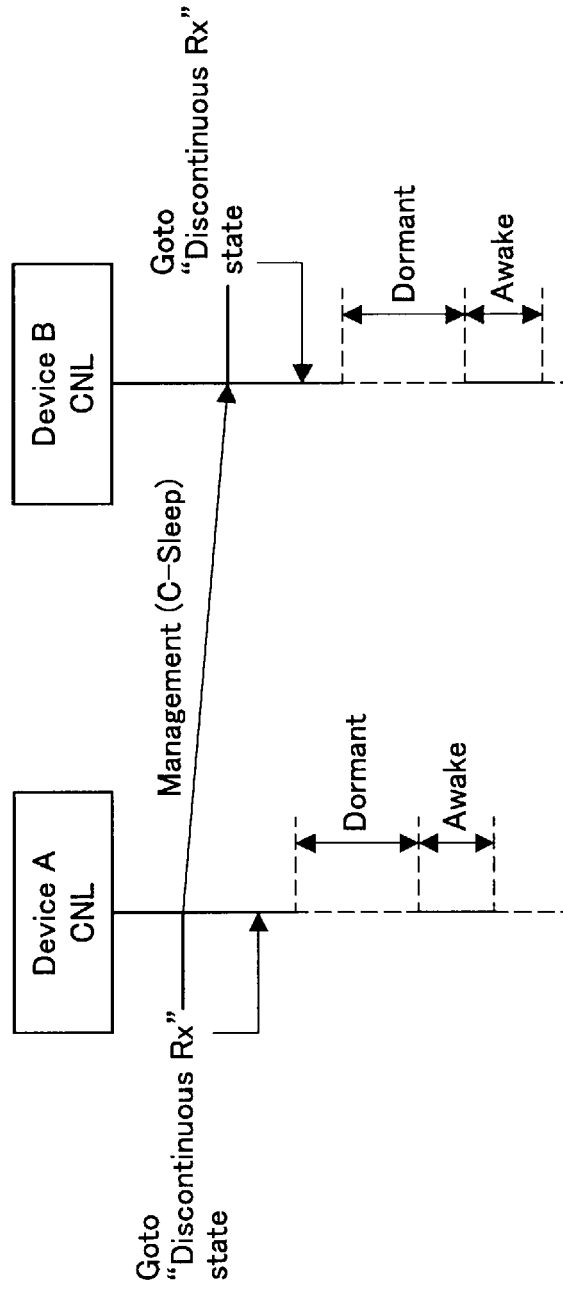 Device A
CNL
Device B
CNL
Management (C-Sleep)
Goto
“Discontinuous Rx”
state
Goto
“Discontinuous Rx”
state
Dormant
Awake
Dormant
Awake